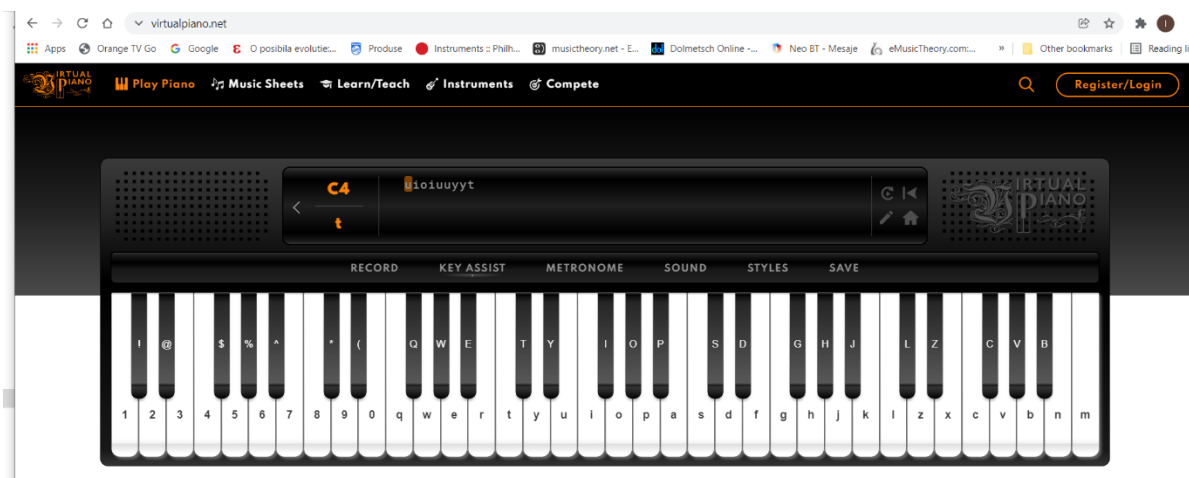 virtualpiano.net
Apps Orange TV Go Google O posibila evolutie:... Produse Instruments :: Philh... musictheory.net - E... Dolmetsch Online -... Neo BT - Mesaje eMusicTheory.com:... » Other bookmarks Reading li
VIRTUAL PIANO Play Piano Music Sheets Learn/Teach Instruments Compete Register/Login
C4 uioiuuyyt
t
VIRTUAL PIANO
RECORD KEY ASSIST METRONOME SOUND STYLES SAVE
! @ $ % ^ * ( Q W E T Y I O P S D G H J L Z C V B
1 2 3 4 5 6 7 8 9 0 q w e r t y u i o p a s d f g h j k l z x c v b n m